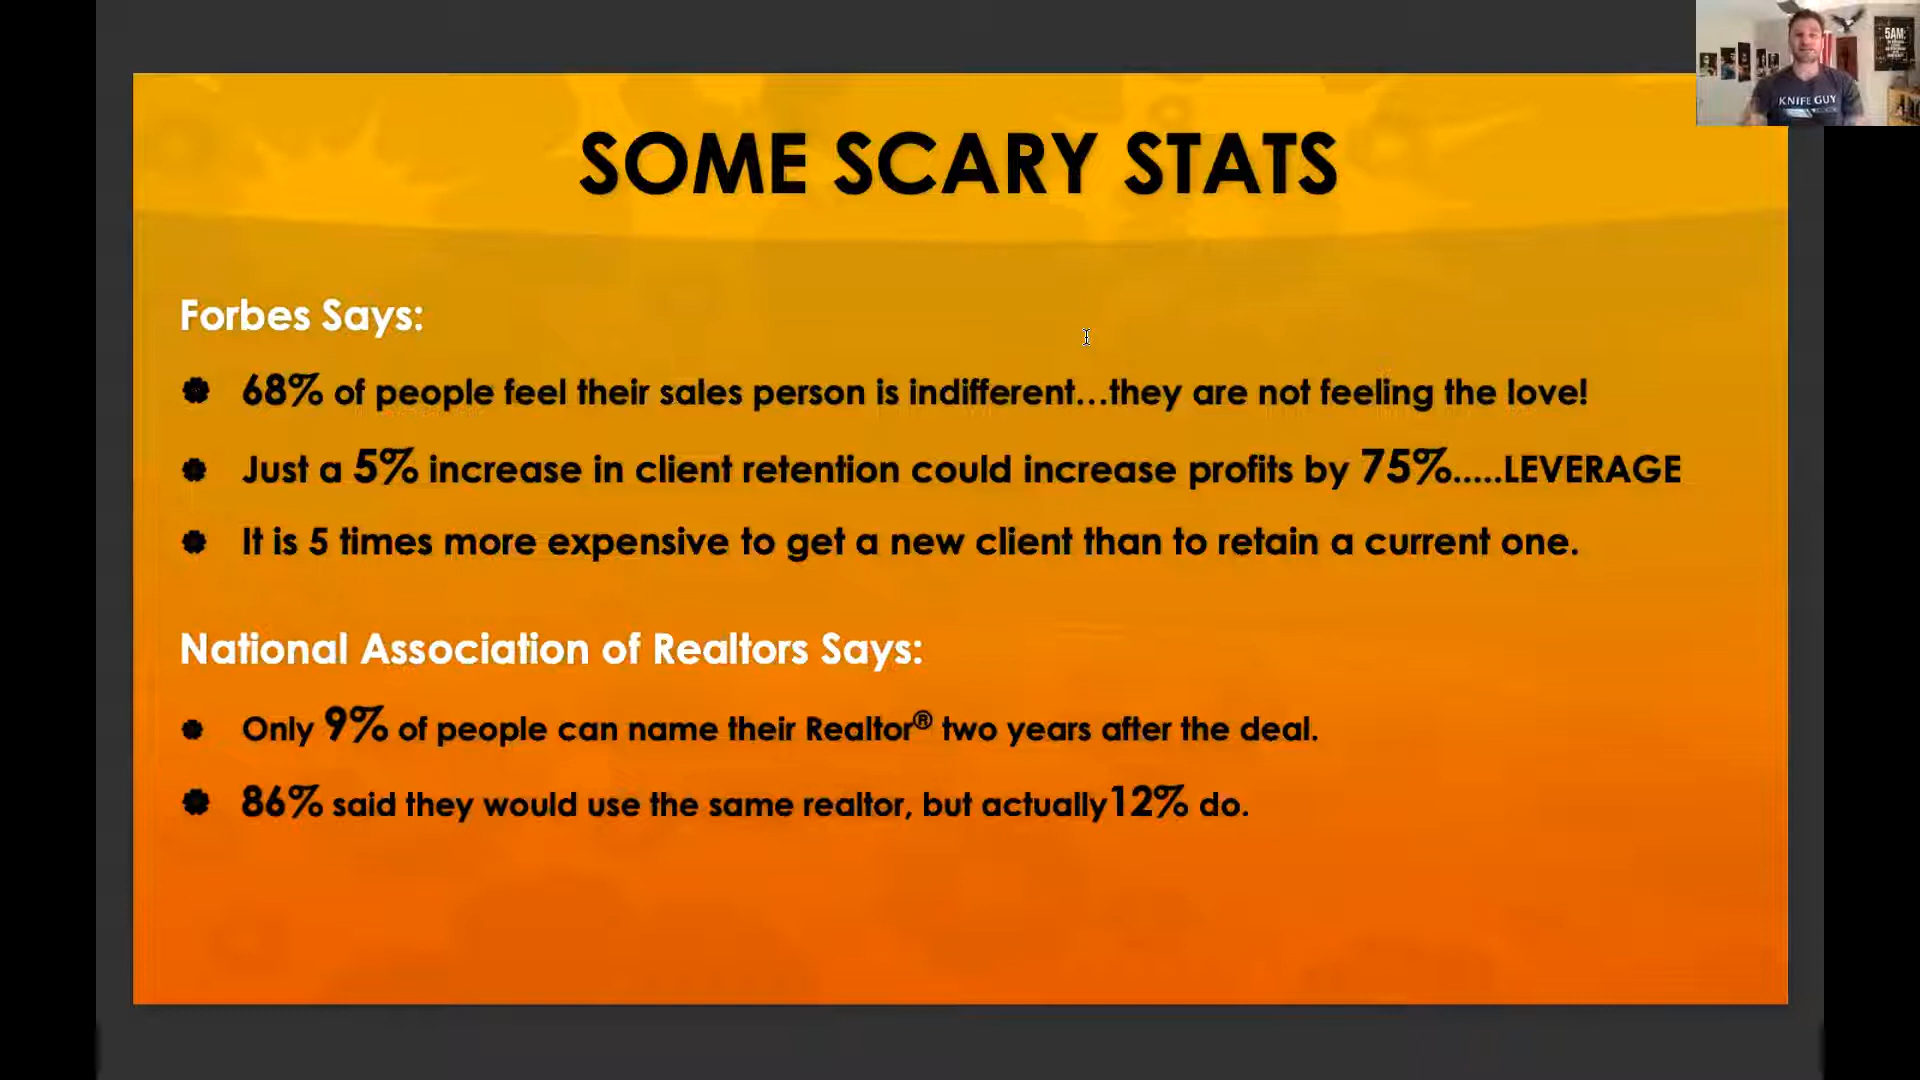 5AM:
KNIFE GUY
SOME SCARY STATS
Forbes Says:
68% of people feel their sales person is indifferent...they are not feeling the love!
Just a 5% increase in client retention could increase profits by 75%.....LEVERAGE
It is 5 times more expensive to get a new client than to retain a current one.
National Association of Realtors Says:
Only 9% of people can name their Realtor® two years after the deal.
86% said they would use the same realtor, but actually12% do.